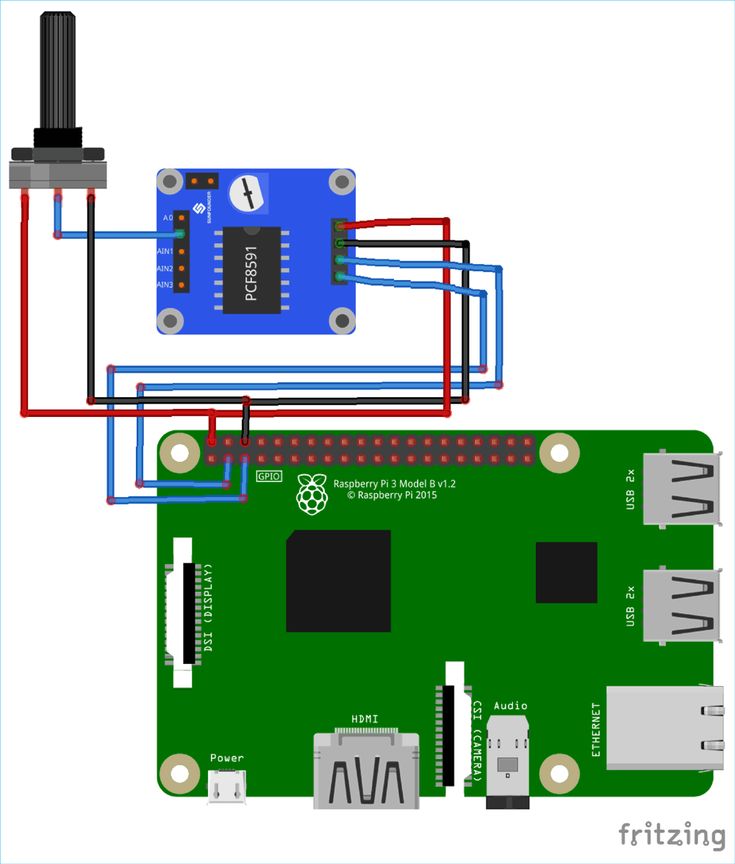 SUNFOUNDER
A0
AIN1
AIN2
AIN3
PCF8591
GPIO
Raspberry Pi 3 Model B v1.2
© Raspberry Pi 2015
USB 2x
DSI (DISPLAY)
USB 2x
CSI (CAMERA)
Audio
HDMI
ETHERNET
Power
fritzing